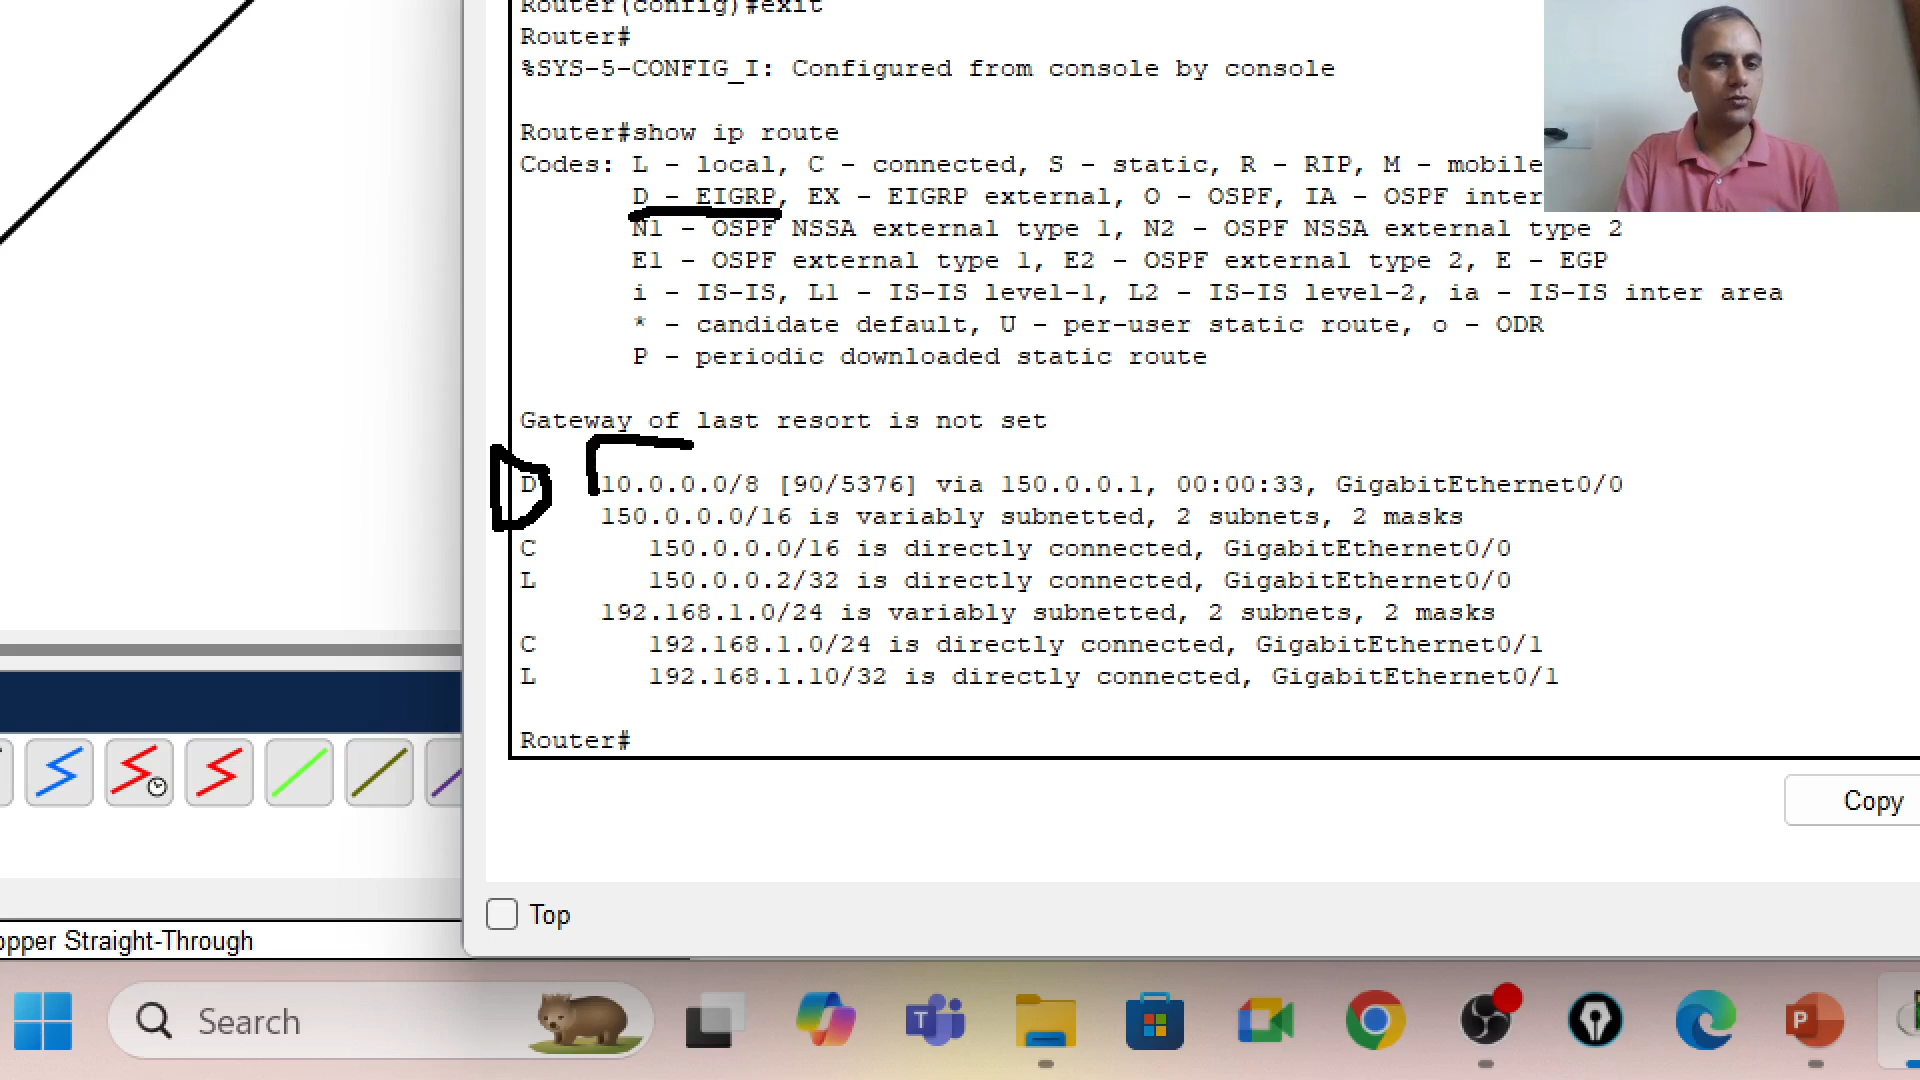 Router(config)#exit
Router#
%SYS-5-CONFIG_I: Configured from console by console
Router#show ip route
Codes: L - local, C - connected, S - static, R - RIP, M - mobile
D - EIGRP, EX - EIGRP external, O - OSPF, IA - OSPF inter
N1 - OSPF NSSA external type 1, N2 - OSPF NSSA external type 2
E1 - OSPF external type 1, E2 - OSPF external type 2, E - EGP
i - IS-IS, L1 - IS-IS level-1, L2 - IS-IS level-2, ia - IS-IS inter area
* - candidate default, U - per-user static route, o - ODR
P - periodic downloaded static route
Gateway of last resort is not set
D 10.0.0.0/8 [90/5376] via 150.0.0.1, 00:00:33, GigabitEthernet0/0
150.0.0.0/16 is variably subnetted, 2 subnets, 2 masks
C 150.0.0.0/16 is directly connected, GigabitEthernet0/0
L 150.0.0.2/32 is directly connected, GigabitEthernet0/0
192.168.1.0/24 is variably subnetted, 2 subnets, 2 masks
C 192.168.1.0/24 is directly connected, GigabitEthernet0/1
L 192.168.1.10/32 is directly connected, GigabitEthernet0/1
Router#
Copy
Top
opper Straight-Through
Search